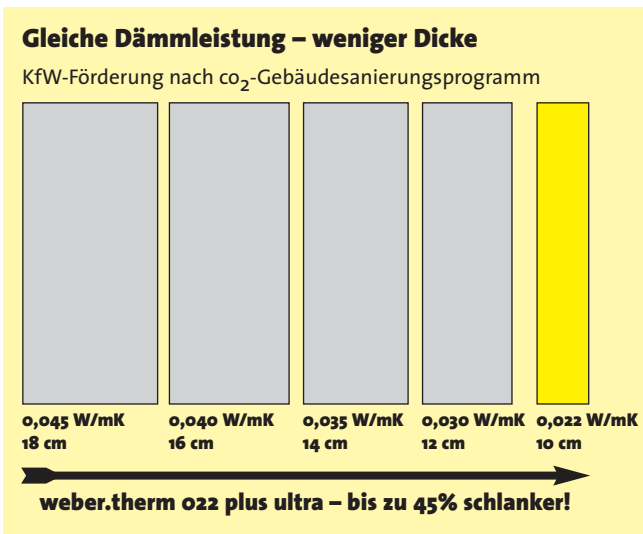 Gleiche Dämmleistung – weniger Dicke
KfW-Förderung nach co₂-Gebäudesanierungsprogramm
0,045 W/mK 0,040 W/mK 0,035 W/mK 0,030 W/mK 0,022 W/mK
18 cm 16 cm 14 cm 12 cm 10 cm
weber.therm 022 plus ultra – bis zu 45% schlanker!